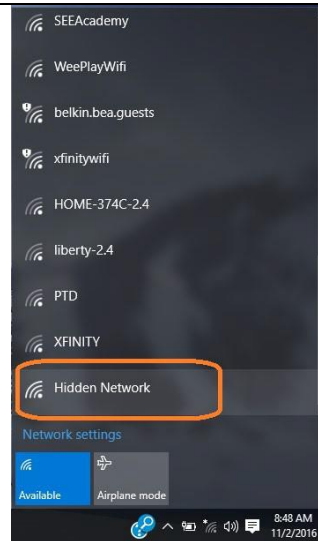 SEEAcademy
WeePlayWifi
belkin.bea.guests
xfinitywifi
HOME-374C-2.4
liberty-2.4
PTD
XFINITY
Hidden Network
Network settings
Available
Airplane mode
8:48 AM
11/2/2016